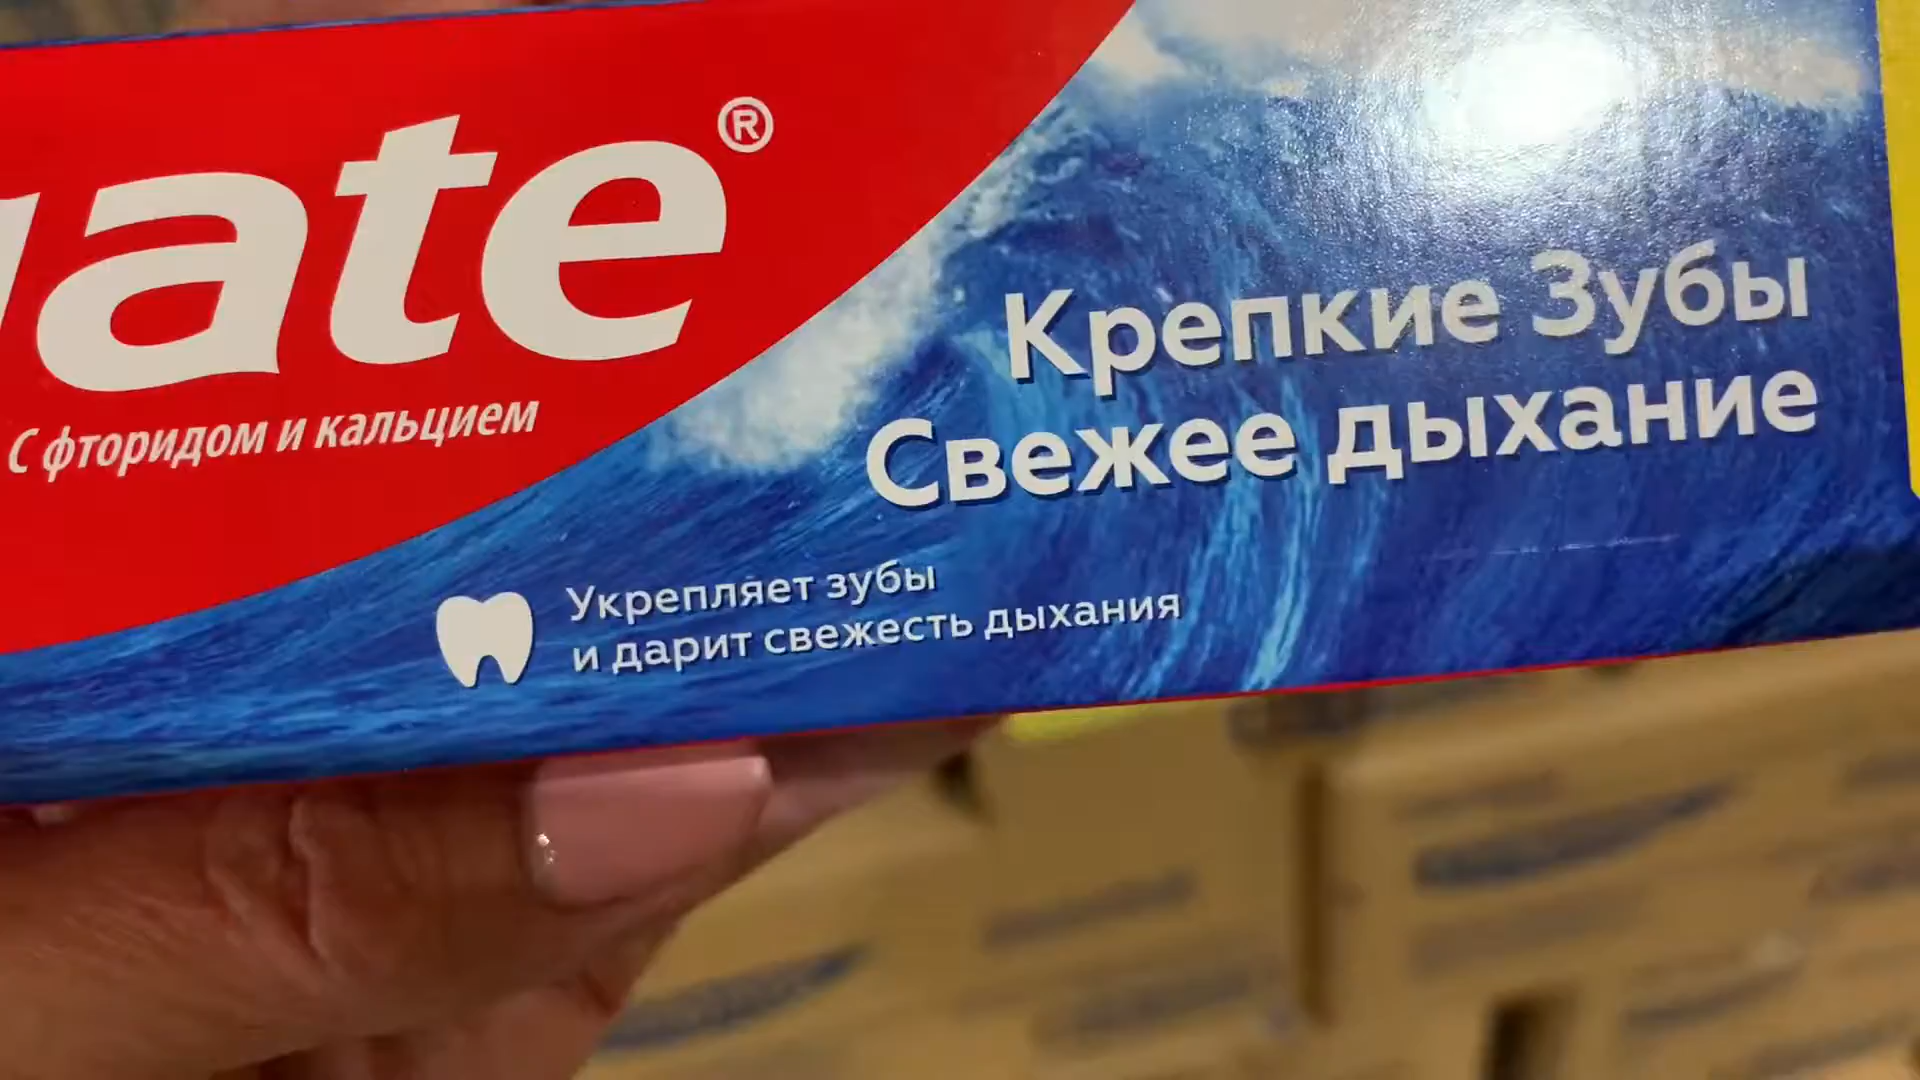 ate®
С фторидом и кальцием
Крепкие Зубы
Свежее дыхание
Укрепляет зубы
и дарит свежесть дыхания